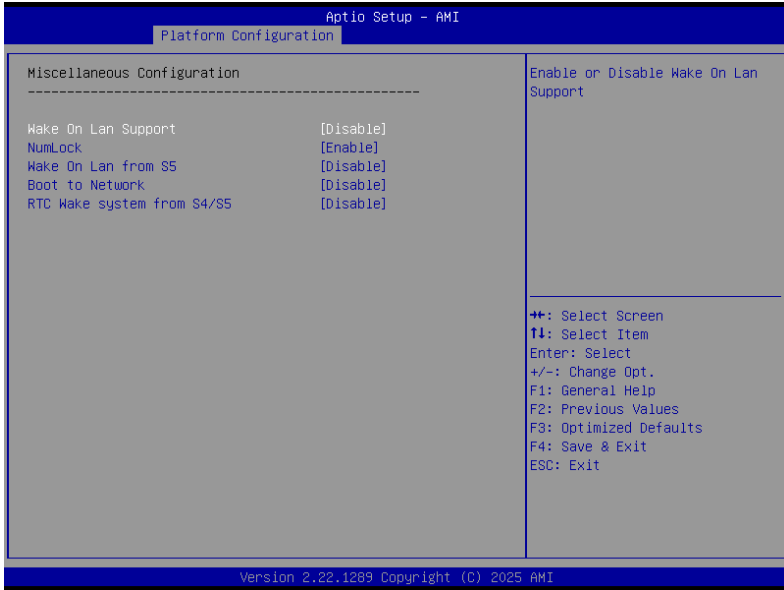 Aptio Setup – AMI
Platform Configuration
Miscellaneous Configuration
--------------------------------------------------
Wake On Lan Support [Disable]
NumLock [Enable]
Wake On Lan from S5 [Disable]
Boot to Network [Disable]
RTC Wake system from S4/S5 [Disable]
Enable or Disable Wake On Lan
Support
→←: Select Screen
↑↓: Select Item
Enter: Select
+/-: Change Opt.
F1: General Help
F2: Previous Values
F3: Optimized Defaults
F4: Save & Exit
ESC: Exit
Version 2.22.1289 Copyright (C) 2025 AMI